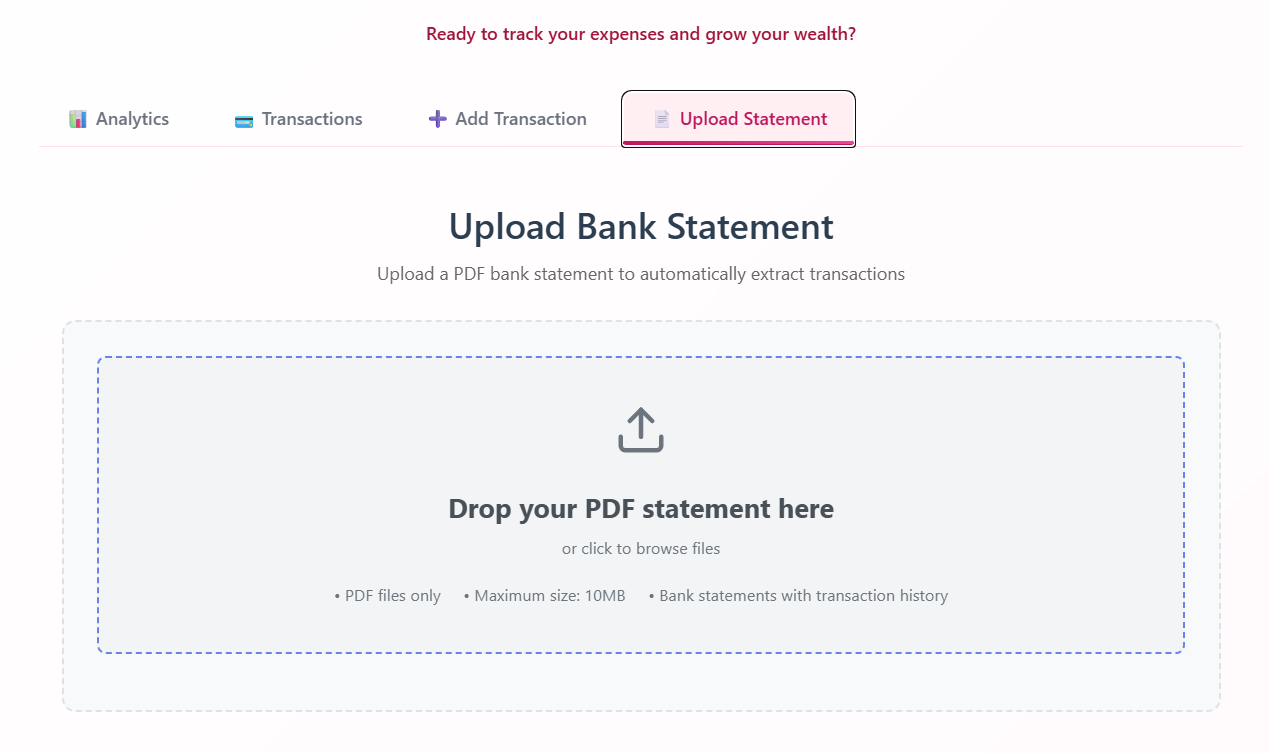 Ready to track your expenses and grow your wealth?
Analytics Transactions Add Transaction Upload Statement
Upload Bank Statement
Upload a PDF bank statement to automatically extract transactions
Drop your PDF statement here
or click to browse files
• PDF files only • Maximum size: 10MB • Bank statements with transaction history